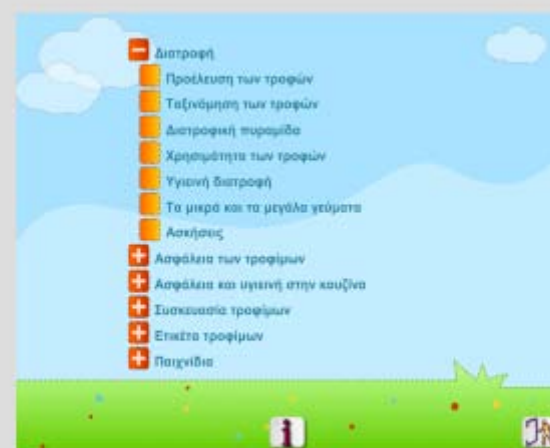 Διατροφή
Προέλευση των τροφών
Ταξινόμηση των τροφών
Διατροφική πυραμίδα
Χρησιμότητα των τροφών
Υγιεινή διατροφή
Τα μικρά και τα μεγάλα γεύματα
Ασκήσεις
Ασφάλεια των τροφίμων
Ασφάλεια και υγιεινή στην κουζίνα
Συσκευασία τροφίμων
Ετικέτα τροφίμων
Παιχνίδια
i